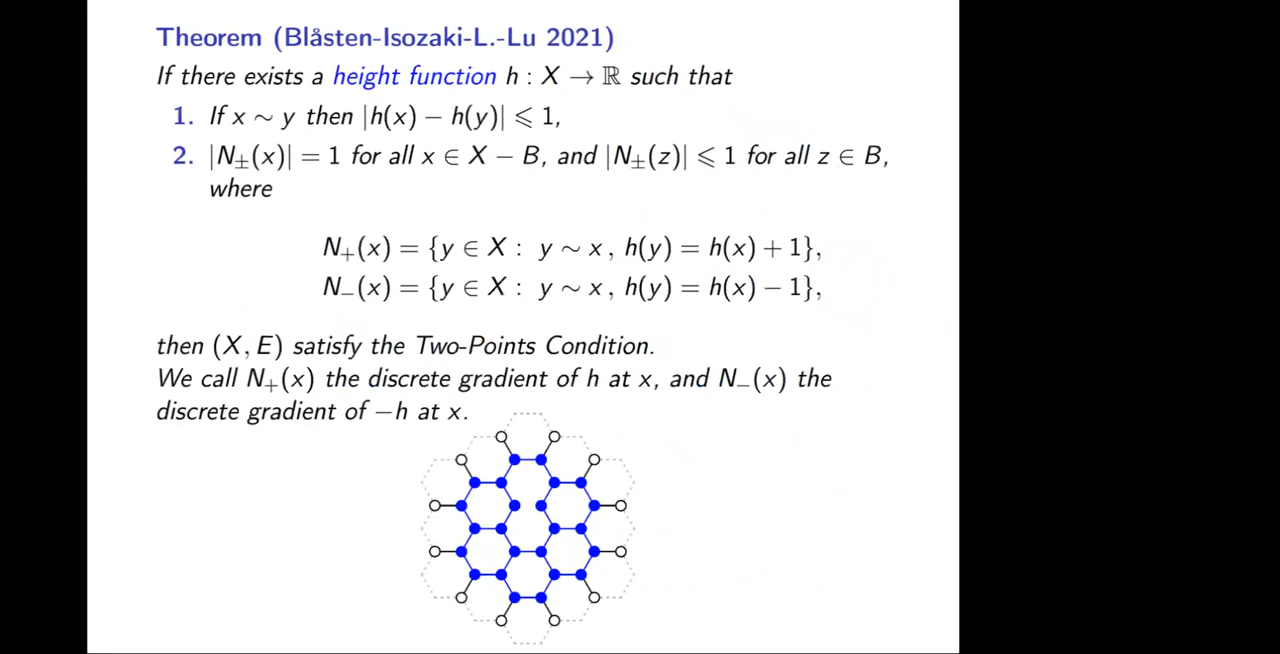 Theorem (Blåsten-Isozaki-L.-Lu 2021)
If there exists a height function h : X → ℝ such that
1. If x ∼ y then |h(x) − h(y)| ⩽ 1,
2. |N±(x)| = 1 for all x ∈ X − B, and |N±(z)| ⩽ 1 for all z ∈ B,
where
N₊(x) = {y ∈ X : y ∼ x, h(y) = h(x) + 1},
N₋(x) = {y ∈ X : y ∼ x, h(y) = h(x) − 1},
then (X, E) satisfy the Two-Points Condition.
We call N₊(x) the discrete gradient of h at x, and N₋(x) the
discrete gradient of −h at x.